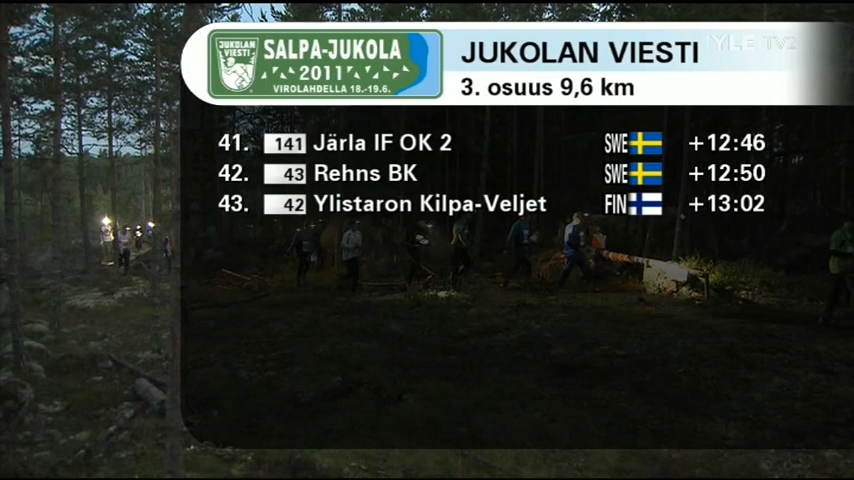 JUKOLAN VIESTI
SALPA-JUKOLA
2011
VIROLAHDELLA 18.-19.6.
JUKOLAN VIESTI
3. osuus 9,6 km
YLE TV2
41. 141 Järla IF OK 2 SWE +12:46
42. 43 Rehns BK SWE +12:50
43. 42 Ylistaron Kilpa-Veljet FIN +13:02